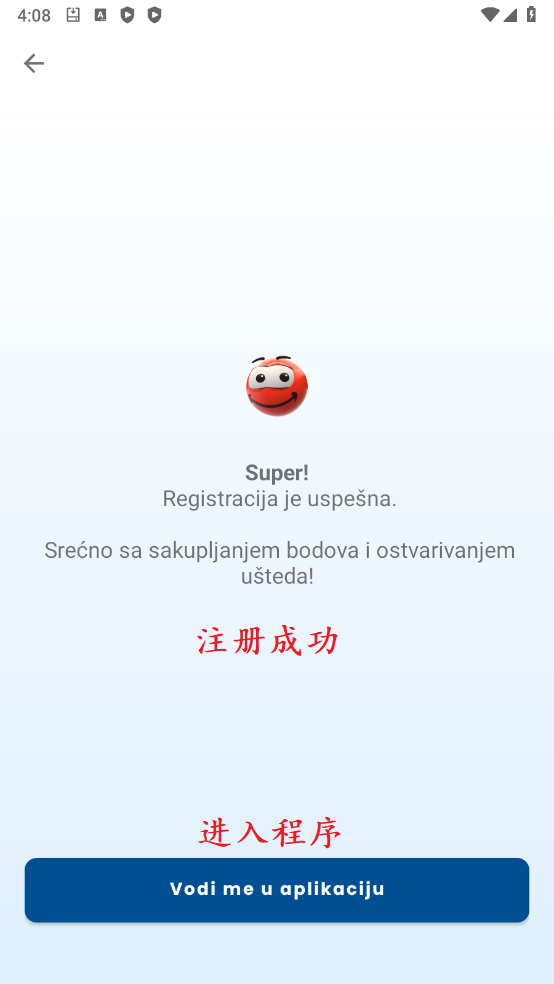 4:08
Super!
Registracija je uspešna.
Srećno sa sakupljanjem bodova i ostvarivanjem
ušteda!
注册成功
进入程序
Vodi me u aplikaciju